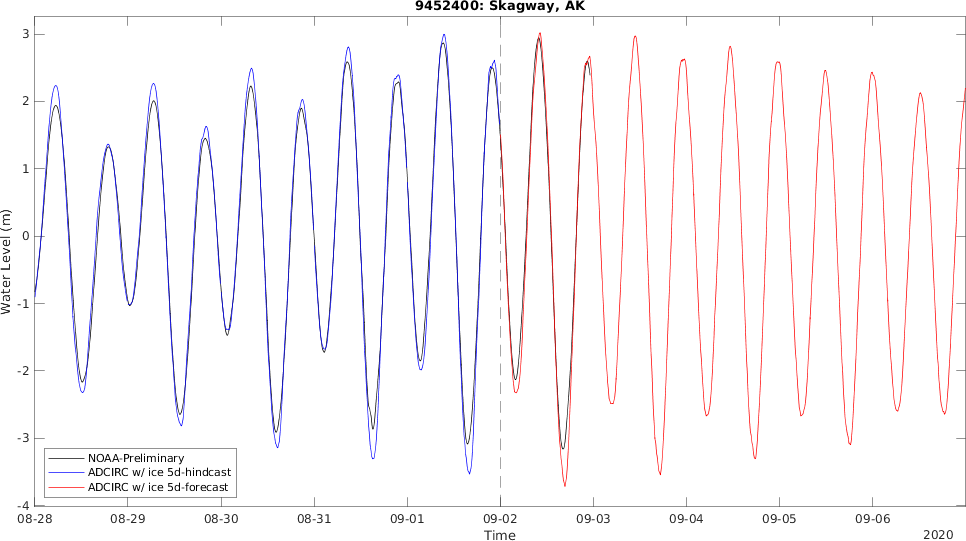 9452400: Skagway, AK
Water Level (m)
3
2
1
0
-1
-2
-3
-4
NOAA-Preliminary
ADCIRC w/ ice 5d-hindcast
ADCIRC w/ ice 5d-forecast
08-28 08-29 08-30 08-31 09-01 09-02 09-03 09-04 09-05 09-06
Time
2020